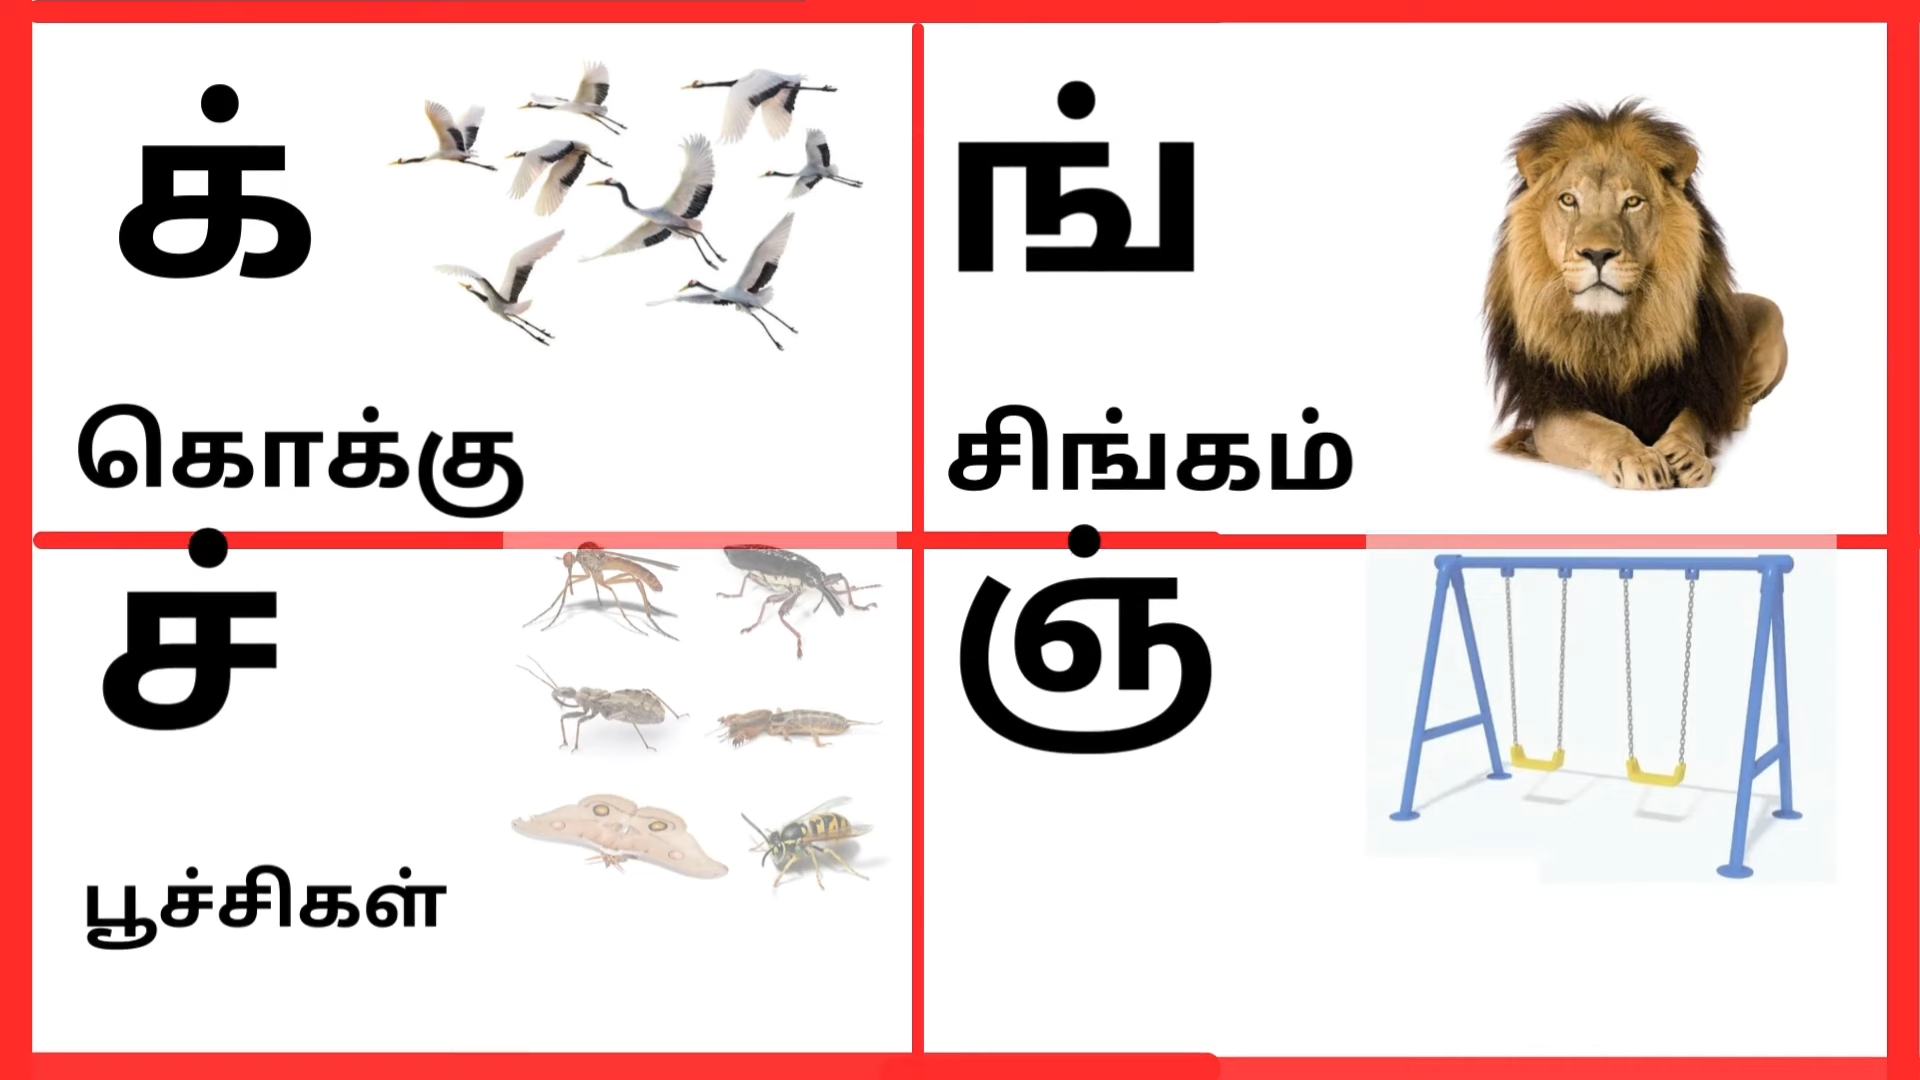 க்
கொக்கு
ங்
சிங்கம்
ச்
பூச்சிகள்
ஞ்